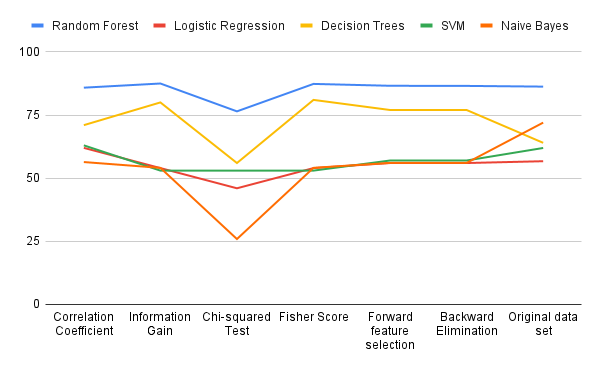 Random Forest Logistic Regression Decision Trees SVM Naive Bayes
100
75
50
25
0
Correlation Coefficient
Information Gain
Chi-squared Test
Fisher Score
Forward feature selection
Backward Elimination
Original data set